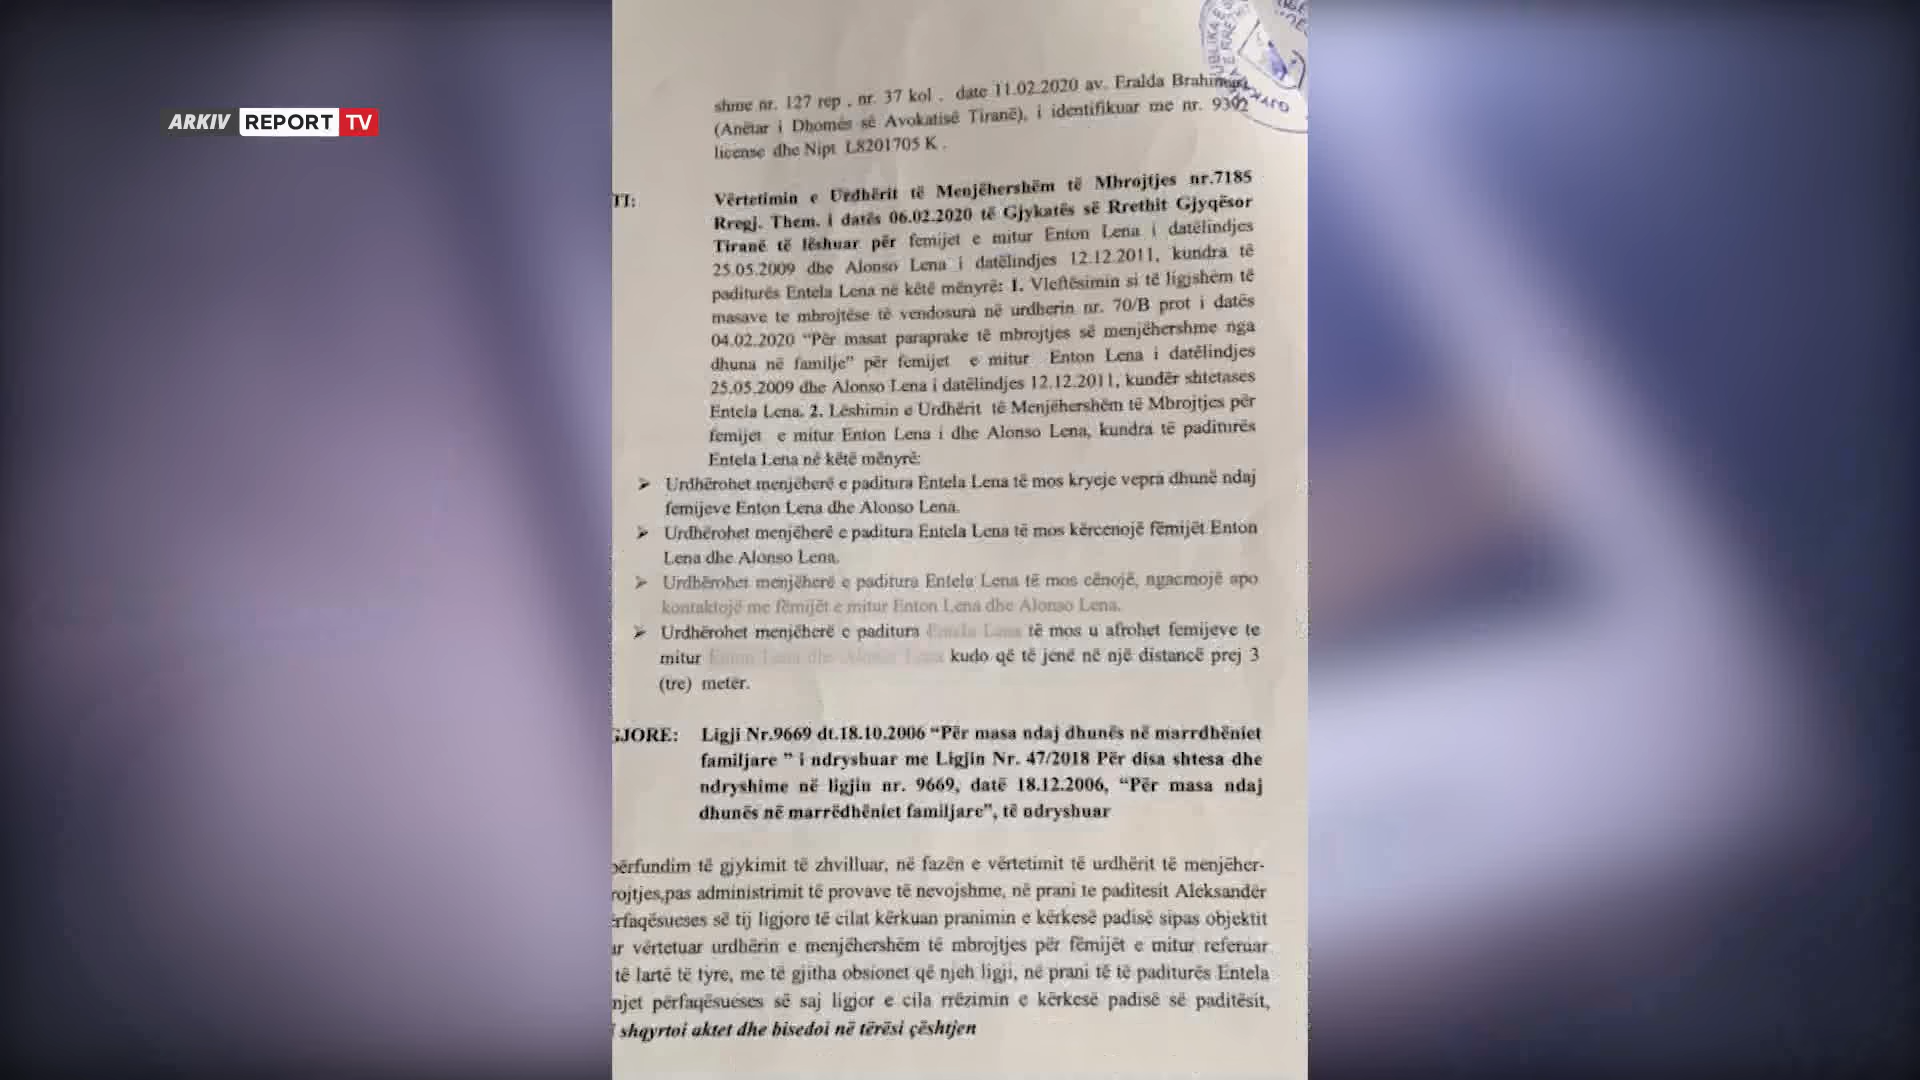 ARKIV REPORT TV
shme nr. 127 rep , nr. 37 kol . date 11.02.2020 av. Eralda
(Anëtar i Dhomës së Avokatisë Tiranë), i identifikuar me nr. 9302
license dhe Nipt L8201705 K .
TI: Vërtetimin e Urdhërit të Menjëhershëm të Mbrojtjes nr.7185
Rregj. Them. i datës 06.02.2020 të Gjykatës së Rrethit Gjyqësor
Tiranë të lëshuar për femijet e mitur Enton Lena i datëlindjes
25.05.2009 dhe Alonso Lena i datëlindjes 12.12.2011, kundra të
paditurës Entela Lena në këtë mënyrë: 1. Vleftësimin si të ligjshëm të
masave te mbrojtëse të vendosura në urdherin nr. 70/B prot i datës
04.02.2020 “Për masat paraprake të mbrojtjes së menjëhershme nga
dhuna në familje” për femijet e mitur Enton Lena i datëlindjes
25.05.2009 dhe Alonso Lena i datëlindjes 12.12.2011, kundër shtetases
Entela Lena. 2. Lëshimin e Urdhërit të Menjëhershëm të Mbrojtjes për
femijet e mitur Enton Lena i dhe Alonso Lena, kundra të paditurës
Entela Lena në këtë mënyrë:
➢ Urdhërohet menjëherë e paditura Entela Lena të mos kryeje vepra dhunë ndaj
femijeve Enton Lena dhe Alonso Lena.
➢ Urdhërohet menjëherë e paditura Entela Lena të mos kërcenojë fëmijët Enton
Lena dhe Alonso Lena.
➢ Urdhërohet menjëherë e paditura Entela Lena të mos cënojë, ngacmojë apo
kontaktojë me fëmijët e mitur Enton Lena dhe Alonso Lena.
➢ Urdhërohet menjëherë e paditura Entela Lena të mos u afrohet femijeve te
mitur Enton Lena dhe Alonso Lena kudo që të jenë në një distancë prej 3
(tre) metër.
GJORE: Ligji Nr.9669 dt.18.10.2006 “Për masa ndaj dhunës në marrdhëniet
familjare ” i ndryshuar me Ligjin Nr. 47/2018 Për disa shtesa dhe
ndryshime në ligjin nr. 9669, datë 18.12.2006, “Për masa ndaj
dhunës në marrëdhëniet familjare”, të ndryshuar
përfundim të gjykimit të zhvilluar, në fazën e vërtetimit të urdhërit të menjëher-
rojtjes,pas administrimit të provave të nevojshme, në prani te paditesit Aleksandër
ërfaqësueses së tij ligjore të cilat kërkuan pranimin e kërkesë padisë sipas objektit
ar vërtetuar urdhërin e menjëhershëm të mbrojtjes për fëmijët e mitur referuar
të lartë të tyre, me të gjitha obsionet që njeh ligji, në prani të të paditurës Entela
njet përfaqësueses së saj ligjor e cila rrëzimin e kërkesë padisë së paditësit,
shqyrtoi aktet dhe bisedoi në tërësi çështjen